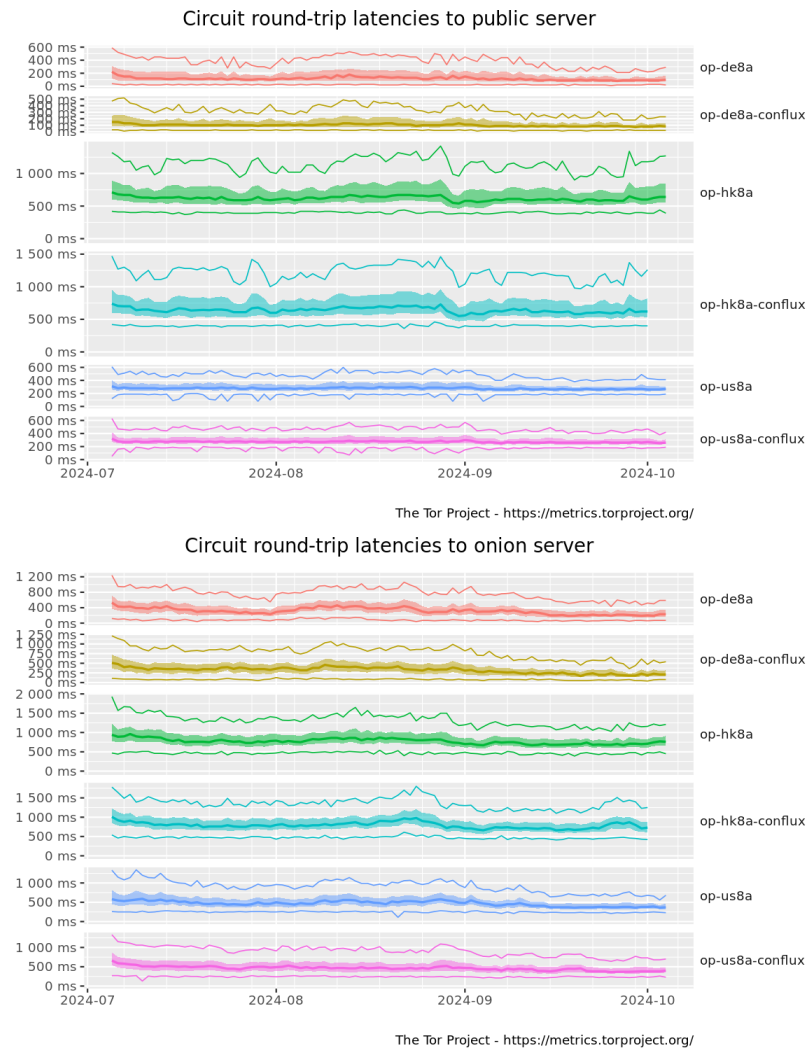 Circuit round-trip latencies to public server
600 ms
400 ms
200 ms
0 ms
op-de8a
500 ms
400 ms
300 ms
200 ms
100 ms
0 ms
op-de8a-conflux
1 000 ms
500 ms
0 ms
op-hk8a
1 500 ms
1 000 ms
500 ms
0 ms
op-hk8a-conflux
600 ms
400 ms
200 ms
0 ms
op-us8a
600 ms
400 ms
200 ms
0 ms
op-us8a-conflux
2024-07 2024-08 2024-09 2024-10
The Tor Project - https://metrics.torproject.org/
Circuit round-trip latencies to onion server
1 200 ms
800 ms
400 ms
0 ms
op-de8a
1 250 ms
1 000 ms
750 ms
500 ms
250 ms
0 ms
op-de8a-conflux
2 000 ms
1 500 ms
1 000 ms
500 ms
0 ms
op-hk8a
1 500 ms
1 000 ms
500 ms
0 ms
op-hk8a-conflux
1 000 ms
500 ms
0 ms
op-us8a
1 000 ms
500 ms
0 ms
op-us8a-conflux
2024-07 2024-08 2024-09 2024-10
The Tor Project - https://metrics.torproject.org/